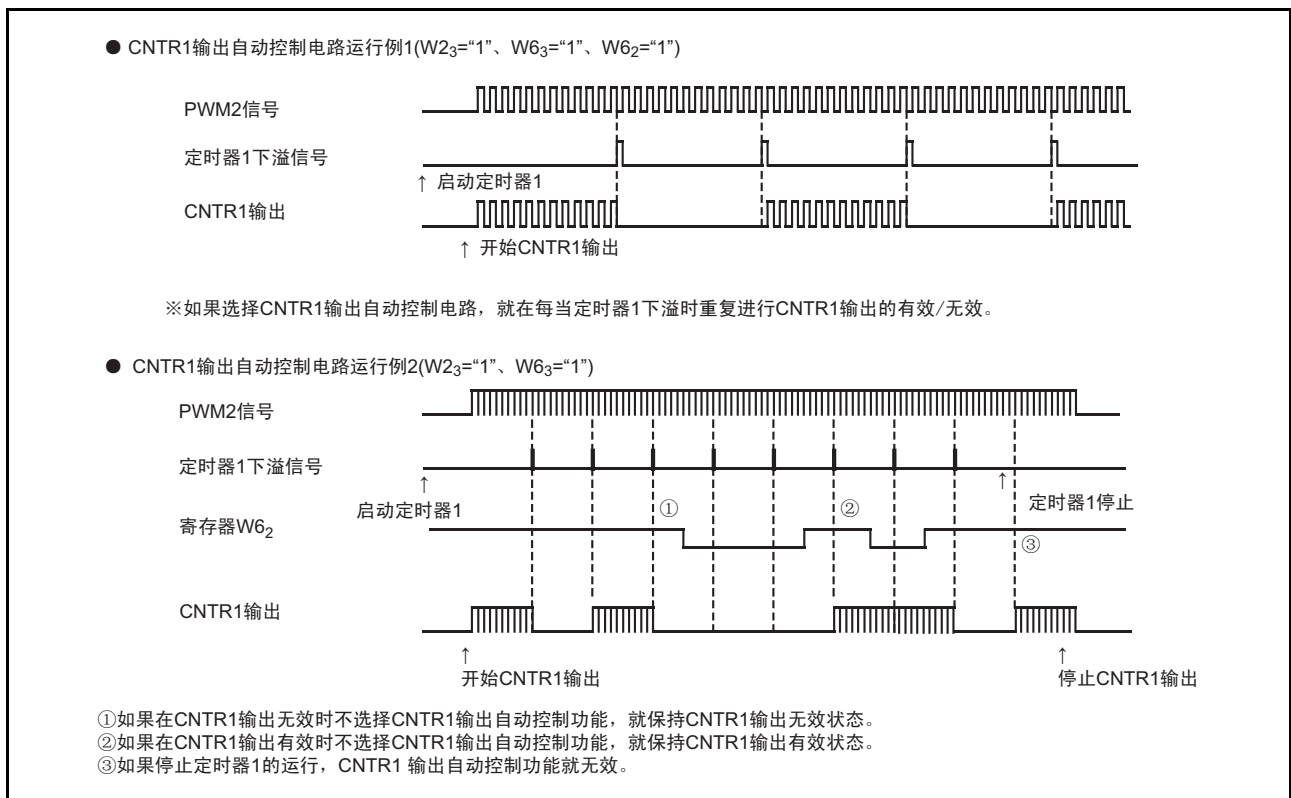 ● CNTR1输出自动控制电路运行例1(W2₃=“1”、W6₃=“1”、W6₂=“1”)
PWM2信号
定时器1下溢信号
↑ 启动定时器1
CNTR1输出
↑ 开始CNTR1输出
※如果选择CNTR1输出自动控制电路，就在每当定时器1下溢时重复进行CNTR1输出的有效/无效。
● CNTR1输出自动控制电路运行例2(W2₃=“1”、W6₃=“1”)
PWM2信号
定时器1下溢信号
↑ ↑
启动定时器1 ① ② 定时器1停止
寄存器W6₂
③
CNTR1输出
↑ ↑
开始CNTR1输出 停止CNTR1输出
①如果在CNTR1输出无效时不选择CNTR1输出自动控制功能，就保持CNTR1输出无效状态。
②如果在CNTR1输出有效时不选择CNTR1输出自动控制功能，就保持CNTR1输出有效状态。
③如果停止定时器1的运行，CNTR1 输出自动控制功能就无效。